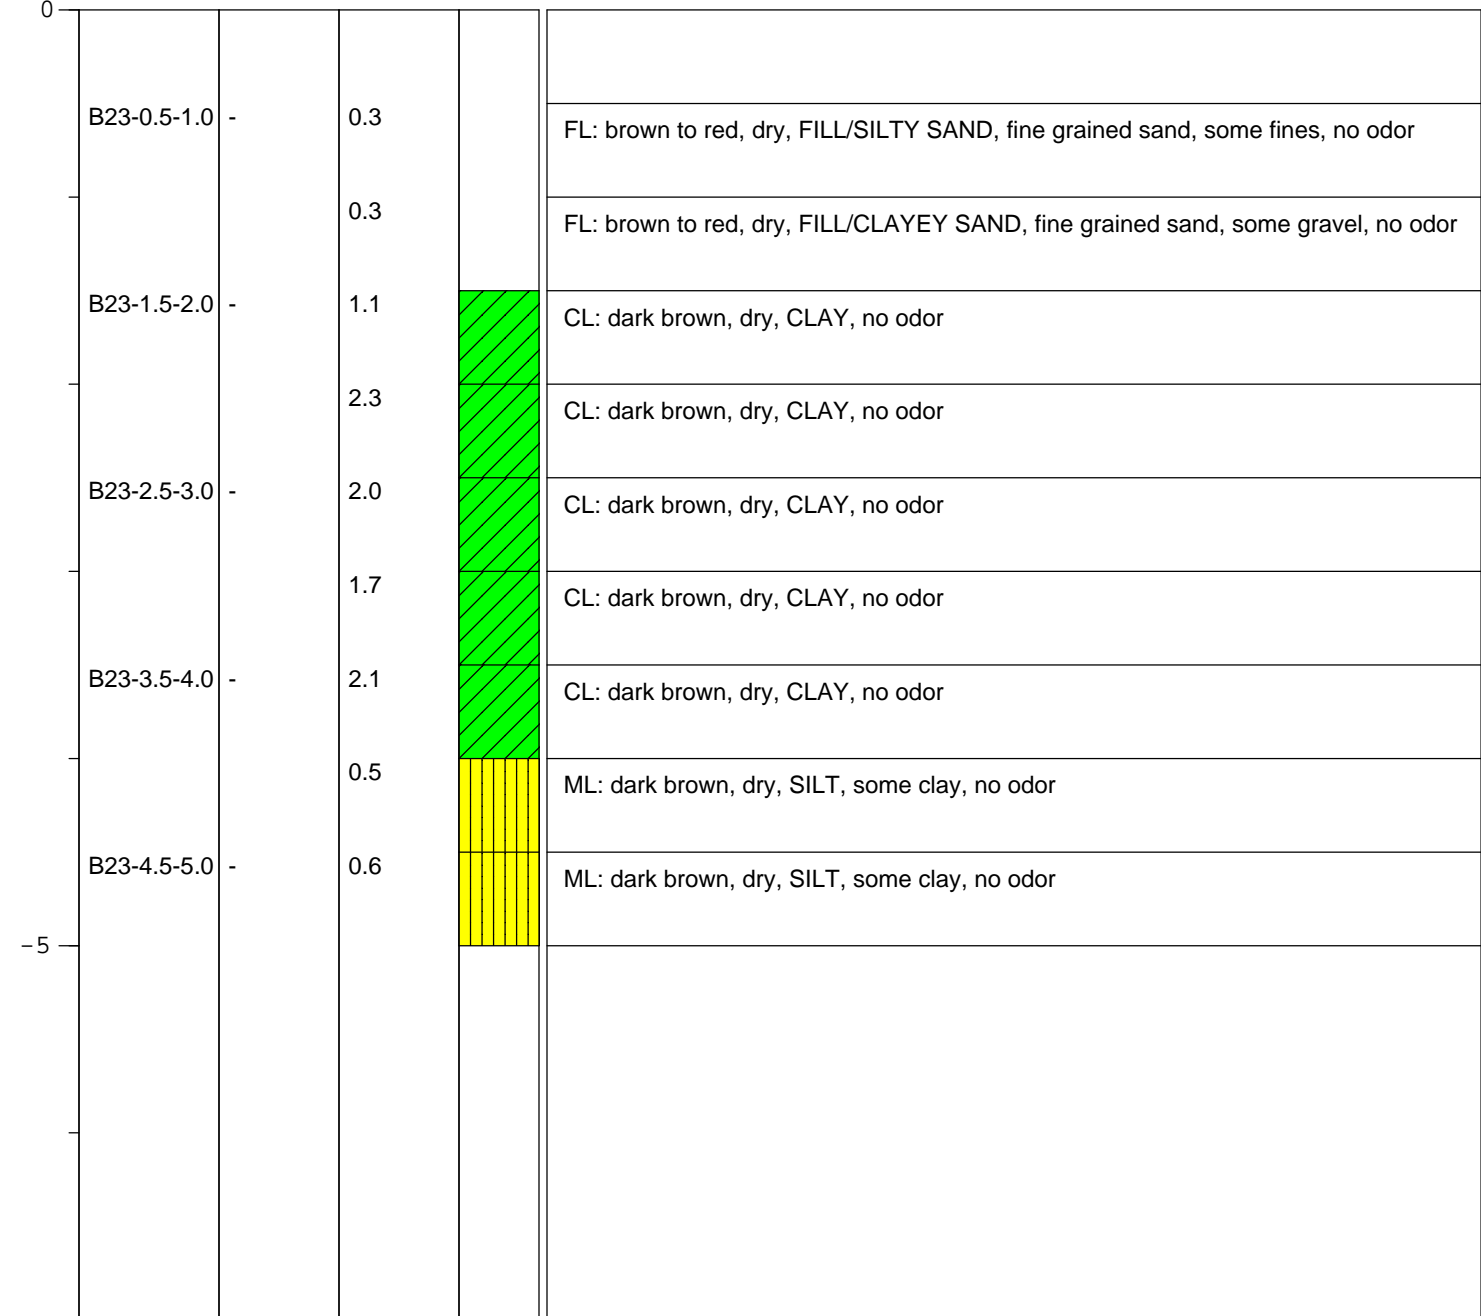 0
B23-0.5-1.0 - 0.3
FL: brown to red, dry, FILL/SILTY SAND, fine grained sand, some fines, no odor
0.3
FL: brown to red, dry, FILL/CLAYEY SAND, fine grained sand, some gravel, no odor
B23-1.5-2.0 - 1.1
CL: dark brown, dry, CLAY, no odor
2.3
CL: dark brown, dry, CLAY, no odor
B23-2.5-3.0 - 2.0
CL: dark brown, dry, CLAY, no odor
1.7
CL: dark brown, dry, CLAY, no odor
B23-3.5-4.0 - 2.1
CL: dark brown, dry, CLAY, no odor
0.5
ML: dark brown, dry, SILT, some clay, no odor
B23-4.5-5.0 - 0.6
ML: dark brown, dry, SILT, some clay, no odor
-5